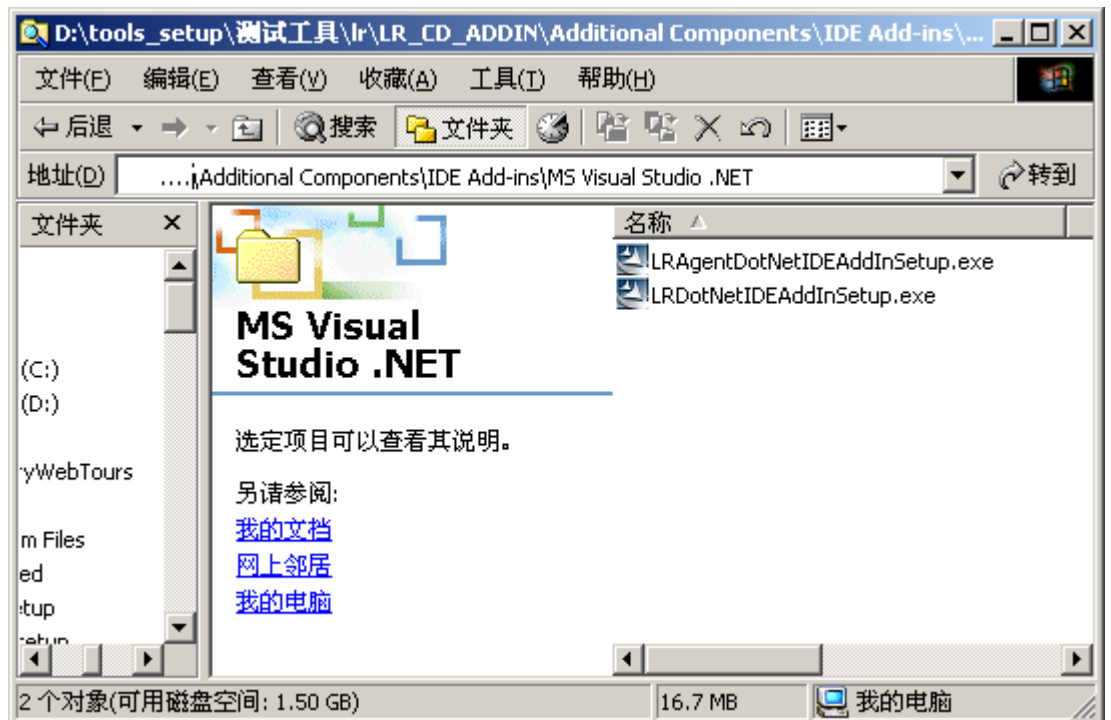 D:\tools_setup\测试工具\lr\LR_CD_ADDIN\Additional Components\IDE Add-ins\...
文件(F) 编辑(E) 查看(V) 收藏(A) 工具(T) 帮助(H)
后退 搜索 文件夹
地址(D) ....\Additional Components\IDE Add-ins\MS Visual Studio .NET 转到
文件夹
(C:)
(D:)
yWebTours
m Files
ed
tup
setup
MS Visual
Studio .NET
选定项目可以查看其说明。
另请参阅:
我的文档
网上邻居
我的电脑
名称
LRAgentDotNetIDEAddInSetup.exe
LRDotNetIDEAddInSetup.exe
2 个对象(可用磁盘空间: 1.50 GB) 16.7 MB 我的电脑